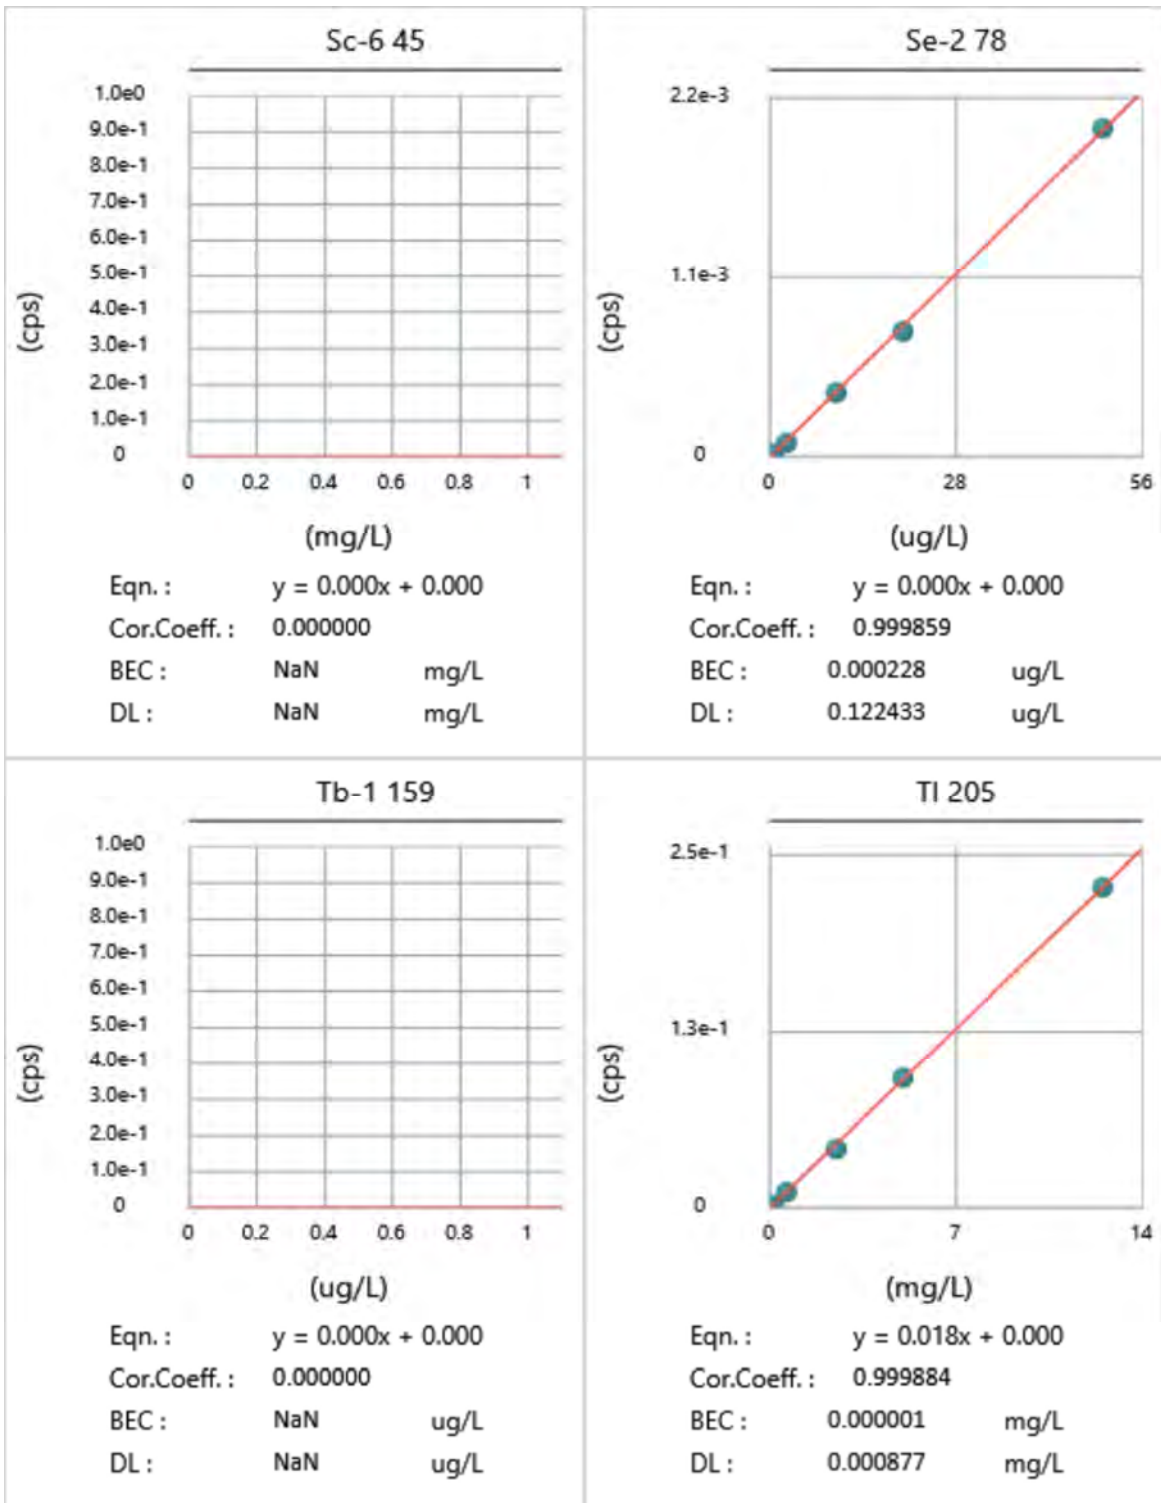 Sc-6 45
1.0e0
9.0e-1
8.0e-1
7.0e-1
6.0e-1
5.0e-1
4.0e-1
3.0e-1
2.0e-1
1.0e-1
0
(cps)
0 0.2 0.4 0.6 0.8 1
(mg/L)
Eqn. : y = 0.000x + 0.000
Cor.Coeff. : 0.000000
BEC : NaN mg/L
DL : NaN mg/L
Se-2 78
2.2e-3
1.1e-3
0
(cps)
0 28 56
(ug/L)
Eqn. : y = 0.000x + 0.000
Cor.Coeff. : 0.999859
BEC : 0.000228 ug/L
DL : 0.122433 ug/L
Tb-1 159
1.0e0
9.0e-1
8.0e-1
7.0e-1
6.0e-1
5.0e-1
4.0e-1
3.0e-1
2.0e-1
1.0e-1
0
(cps)
0 0.2 0.4 0.6 0.8 1
(ug/L)
Eqn. : y = 0.000x + 0.000
Cor.Coeff. : 0.000000
BEC : NaN ug/L
DL : NaN ug/L
Tl 205
2.5e-1
1.3e-1
0
(cps)
0 7 14
(mg/L)
Eqn. : y = 0.018x + 0.000
Cor.Coeff. : 0.999884
BEC : 0.000001 mg/L
DL : 0.000877 mg/L